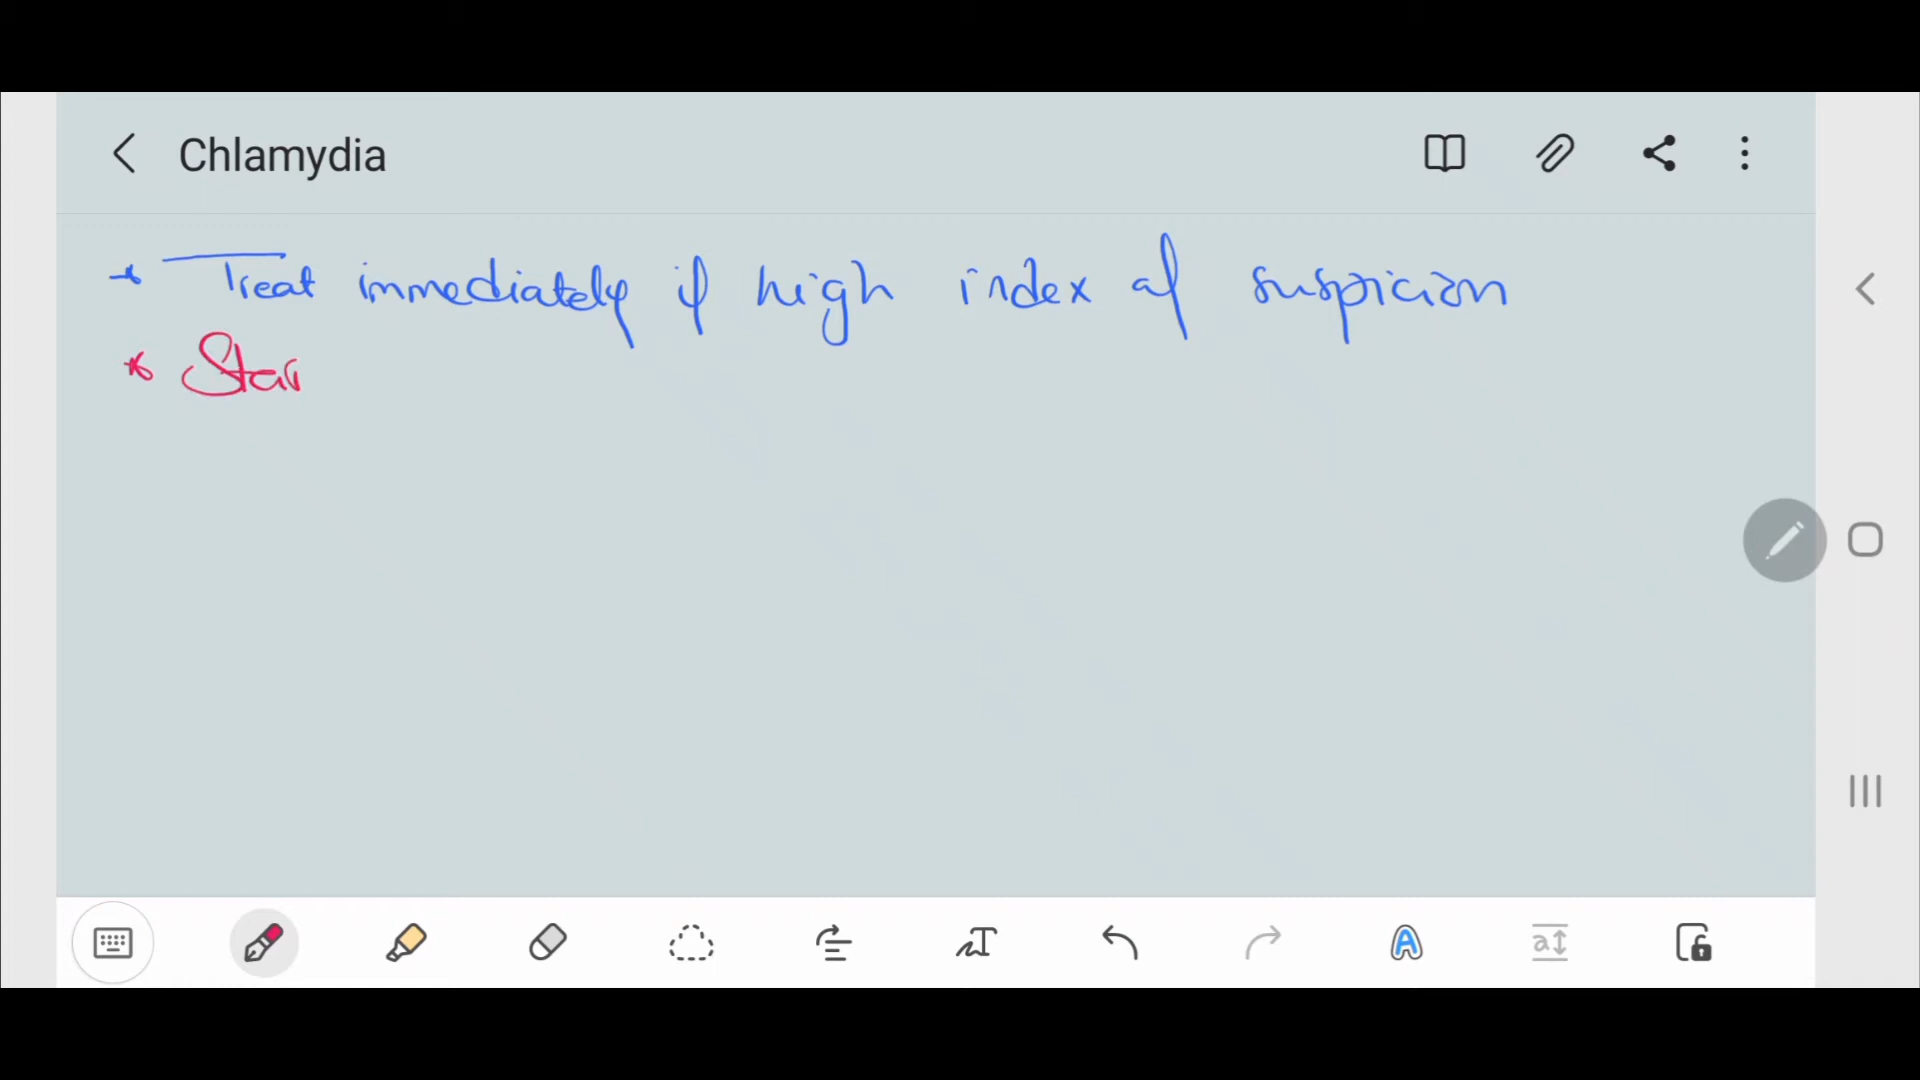 Chlamydia
* Treat immediately if high index of suspicion
* Star